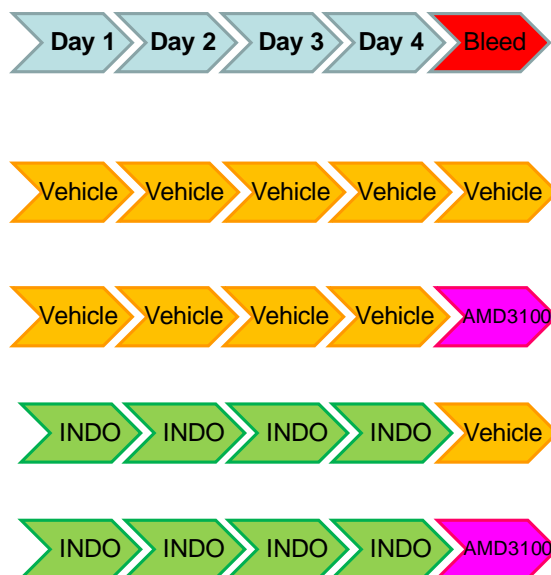 Day 1 Day 2 Day 3 Day 4 Bleed
Vehicle Vehicle Vehicle Vehicle Vehicle
Vehicle Vehicle Vehicle Vehicle AMD3100
INDO INDO INDO INDO Vehicle
INDO INDO INDO INDO AMD3100